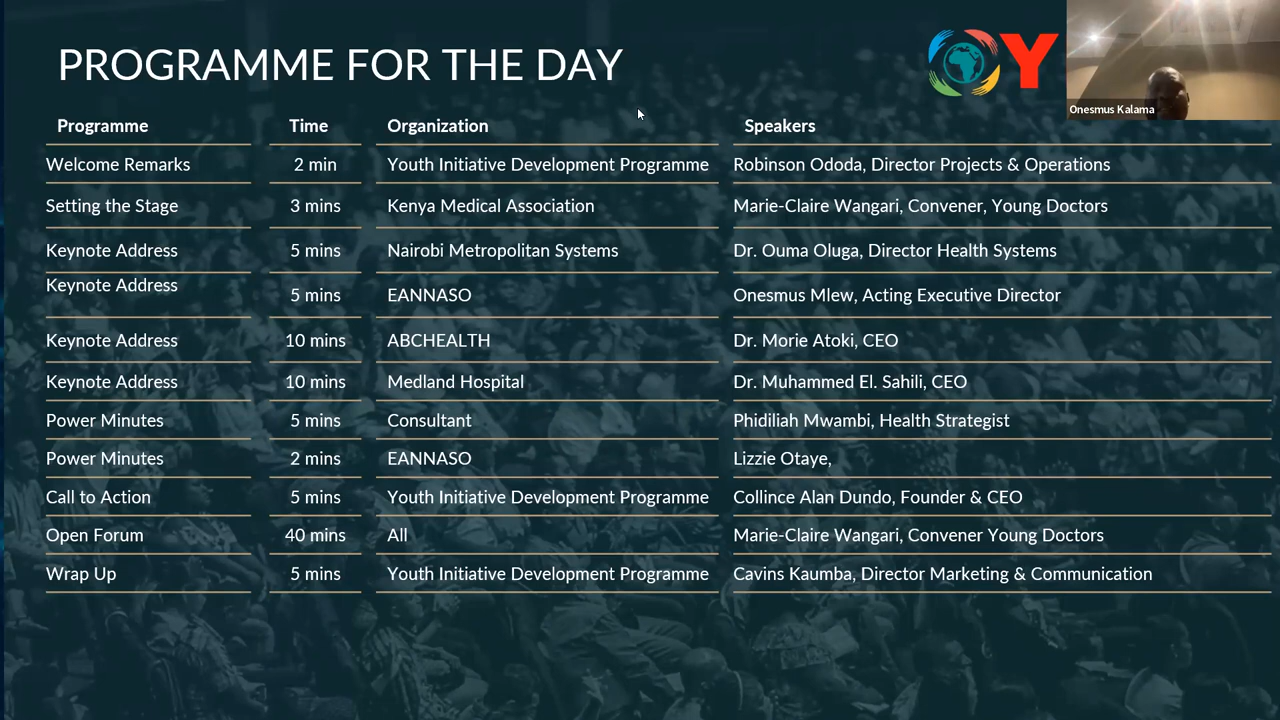 PROGRAMME FOR THE DAY
Y
Onesmus Kalama
Programme Time Organization Speakers
Welcome Remarks 2 min Youth Initiative Development Programme Robinson Ododa, Director Projects & Operations
Setting the Stage 3 mins Kenya Medical Association Marie-Claire Wangari, Convener, Young Doctors
Keynote Address 5 mins Nairobi Metropolitan Systems Dr. Ouma Oluga, Director Health Systems
Keynote Address 5 mins EANNASO Onesmus Mlew, Acting Executive Director
Keynote Address 10 mins ABCHEALTH Dr. Morie Atoki, CEO
Keynote Address 10 mins Medland Hospital Dr. Muhammed El. Sahili, CEO
Power Minutes 5 mins Consultant Phidiliah Mwambi, Health Strategist
Power Minutes 2 mins EANNASO Lizzie Otaye,
Call to Action 5 mins Youth Initiative Development Programme Collince Alan Dundo, Founder & CEO
Open Forum 40 mins All Marie-Claire Wangari, Convener Young Doctors
Wrap Up 5 mins Youth Initiative Development Programme Cavins Kaumba, Director Marketing & Communication